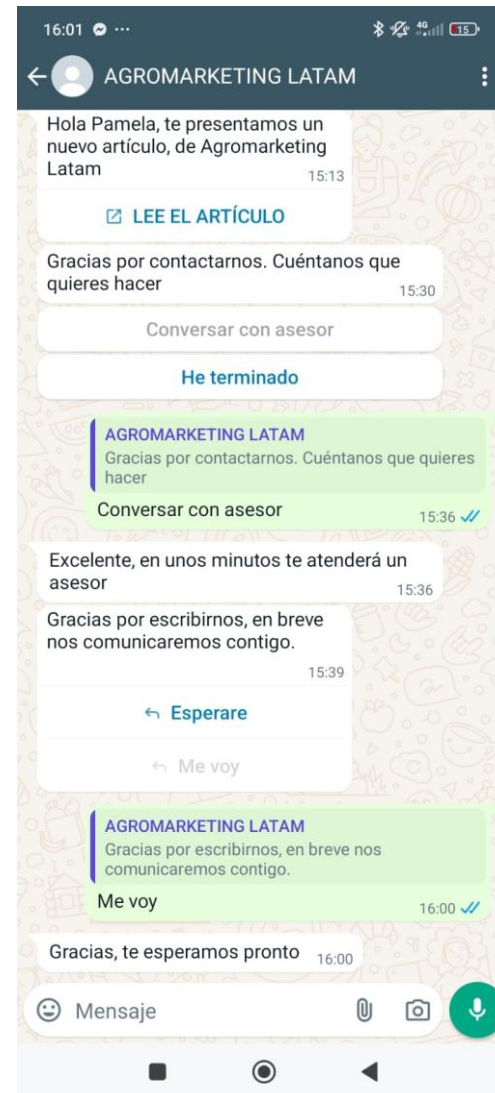 16:01 ...
4G 15
AGROMARKETING LATAM
Hola Pamela, te presentamos un
nuevo artículo, de Agromarketing
Latam
15:13
LEE EL ARTÍCULO
Gracias por contactarnos. Cuéntanos que
quieres hacer
15:30
Conversar con asesor
He terminado
AGROMARKETING LATAM
Gracias por contactarnos. Cuéntanos que quieres
hacer
Conversar con asesor
15:36
Excelente, en unos minutos te atenderá un
asesor
15:36
Gracias por escribirnos, en breve
nos comunicaremos contigo.
15:39
Esperare
Me voy
AGROMARKETING LATAM
Gracias por escribirnos, en breve nos
comunicaremos contigo.
Me voy
16:00
Gracias, te esperamos pronto 16:00
Mensaje